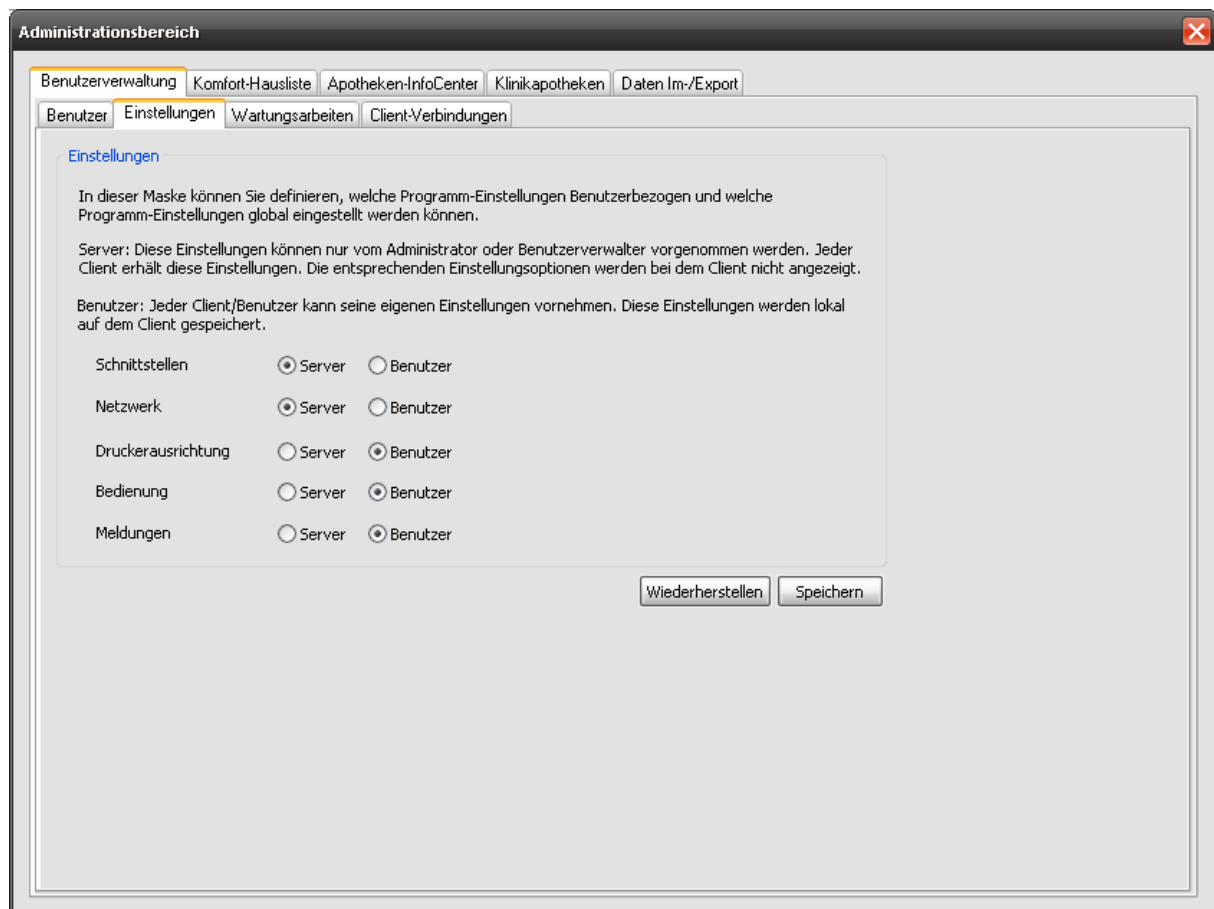 Administrationsbereich
Benutzerverwaltung Komfort-Hausliste Apotheken-InfoCenter Klinikapotheken Daten Im-/Export
Benutzer Einstellungen Wartungsarbeiten Client-Verbindungen
Einstellungen
In dieser Maske können Sie definieren, welche Programm-Einstellungen Benutzerbezogen und welche
Programm-Einstellungen global eingestellt werden können.
Server: Diese Einstellungen können nur vom Administrator oder Benutzerverwalter vorgenommen werden. Jeder
Client erhält diese Einstellungen. Die entsprechenden Einstellungsoptionen werden bei dem Client nicht angezeigt.
Benutzer: Jeder Client/Benutzer kann seine eigenen Einstellungen vornehmen. Diese Einstellungen werden lokal
auf dem Client gespeichert.
Schnittstellen Server Benutzer
Netzwerk Server Benutzer
Druckerausrichtung Server Benutzer
Bedienung Server Benutzer
Meldungen Server Benutzer
Wiederherstellen Speichern